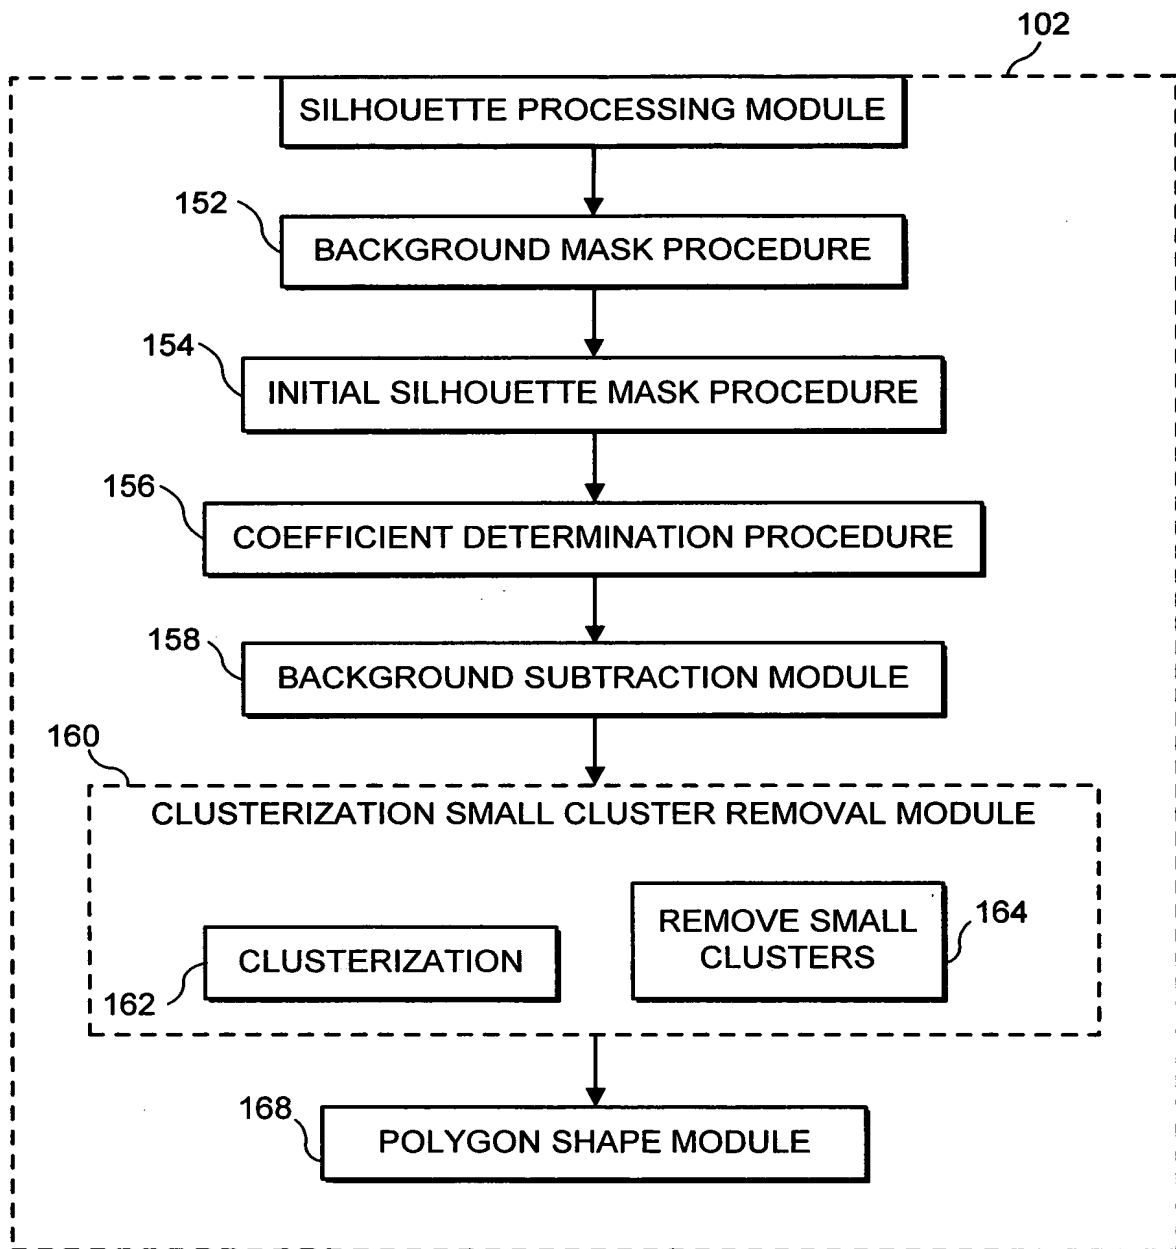 102
SILHOUETTE PROCESSING MODULE
152
BACKGROUND MASK PROCEDURE
154
INITIAL SILHOUETTE MASK PROCEDURE
156
COEFFICIENT DETERMINATION PROCEDURE
158
BACKGROUND SUBTRACTION MODULE
160
CLUSTERIZATION SMALL CLUSTER REMOVAL MODULE
REMOVE SMALL
CLUSTERS
164
CLUSTERIZATION
162
168
POLYGON SHAPE MODULE